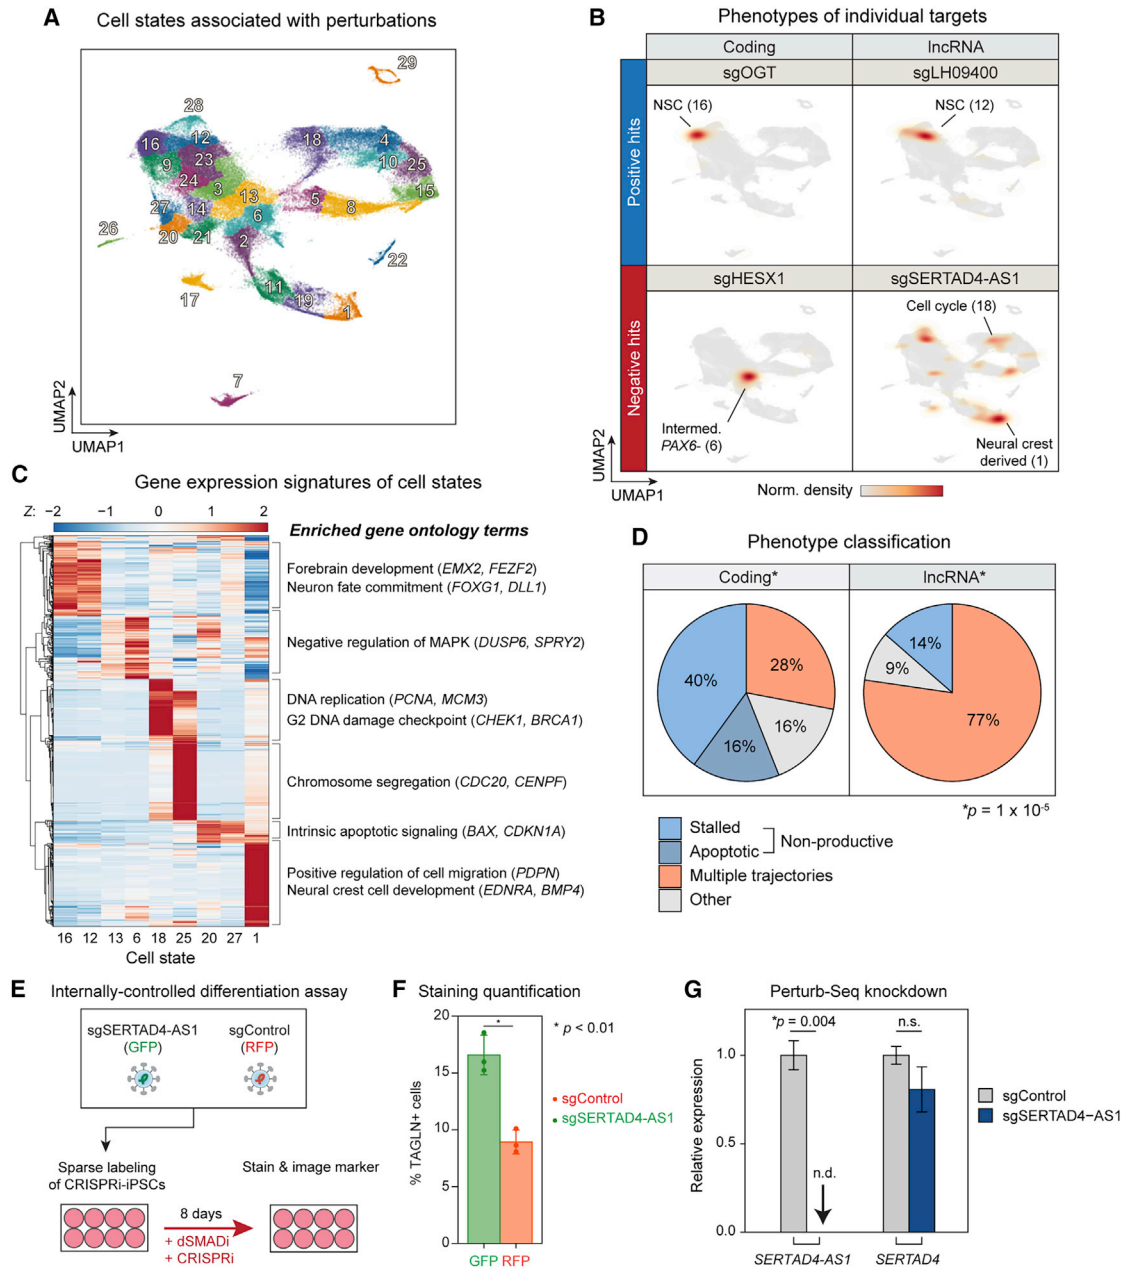 A
Cell states associated with perturbations
29
28
16
12
18
4
9
23
10
25
24
3
13
5
8
15
27
14
6
26
20
21
2
22
17
11
19
1
7
UMAP2
UMAP1
B
Phenotypes of individual targets
Coding
lncRNA
sgOGT
sgLH09400
Positive hits
NSC (16)
NSC (12)
sgHESX1
sgSERTAD4-AS1
Negative hits
Cell cycle (18)
Intermed.
PAX6- (6)
Neural crest
derived (1)
UMAP2
UMAP1
Norm. density
C
Gene expression signatures of cell states
Z: −2 −1 0 1 2
Enriched gene ontology terms
Forebrain development (EMX2, FEZF2)
Neuron fate commitment (FOXG1, DLL1)
Negative regulation of MAPK (DUSP6, SPRY2)
DNA replication (PCNA, MCM3)
G2 DNA damage checkpoint (CHEK1, BRCA1)
Chromosome segregation (CDC20, CENPF)
Intrinsic apoptotic signaling (BAX, CDKN1A)
Positive regulation of cell migration (PDPN)
Neural crest cell development (EDNRA, BMP4)
16 12 13 6 18 25 20 27 1
Cell state
D
Phenotype classification
Coding*
lncRNA*
40%
28%
16%
16%
14%
9%
77%
*p = 1 x 10-5
Stalled
Apoptotic
Non-productive
Multiple trajectories
Other
E
Internally-controlled differentiation assay
sgSERTAD4-AS1
(GFP)
sgControl
(RFP)
Sparse labeling
of CRISPRi-iPSCs
Stain & image marker
8 days
+ dSMADi
+ CRISPRi
F
Staining quantification
% TAGLN+ cells
20
15
10
5
0
*
* p < 0.01
sgControl
sgSERTAD4-AS1
GFP RFP
G
Perturb-Seq knockdown
Relative expression
1.0
0.5
0.0
*p = 0.004
n.s.
n.d.
sgControl
sgSERTAD4−AS1
SERTAD4-AS1
SERTAD4